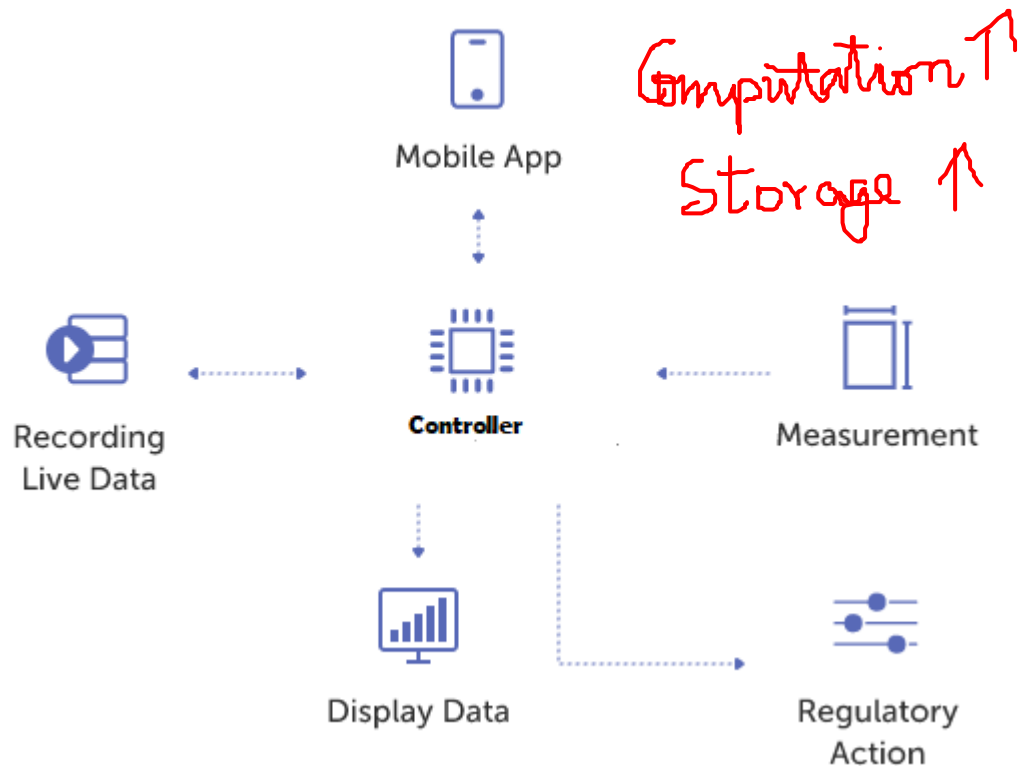 Computation ↑
Mobile App
Storage ↑
Controller
Recording
Live Data
Measurement
Display Data
Regulatory
Action